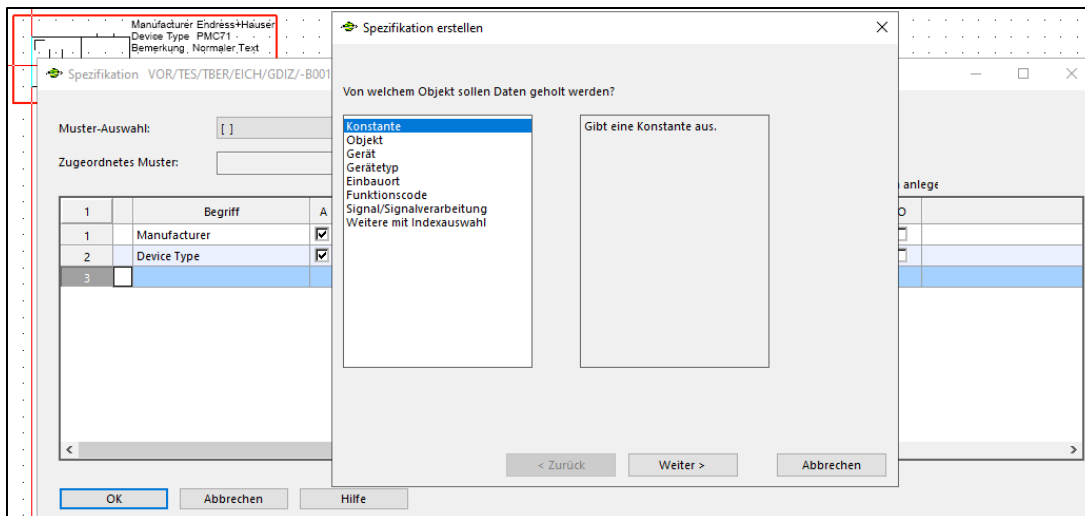 Manufacturer Endress+Hauser
Device Type PMC71
Bemerkung, Normaler Text
Spezifikation VOR/TES/TBER/EICH/GDIZ/-B001
Muster-Auswahl: [ ]
Zugeordnetes Muster:
n anlege
1 Begriff A O
1 Manufacturer
2 Device Type
3
OK Abbrechen Hilfe
Spezifikation erstellen
Von welchem Objekt sollen Daten geholt werden?
Konstante
Objekt
Gerät
Gerätetyp
Einbauort
Funktionscode
Signal/Signalverarbeitung
Weitere mit Indexauswahl
Gibt eine Konstante aus.
< Zurück Weiter > Abbrechen